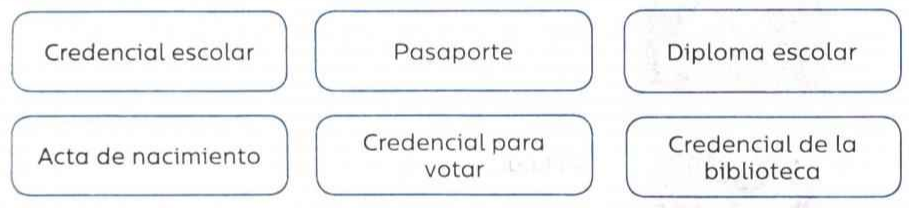 Credencial escolar
Pasaporte
Diploma escolar
Acta de nacimiento
Credencial para
votar
Credencial de la
biblioteca